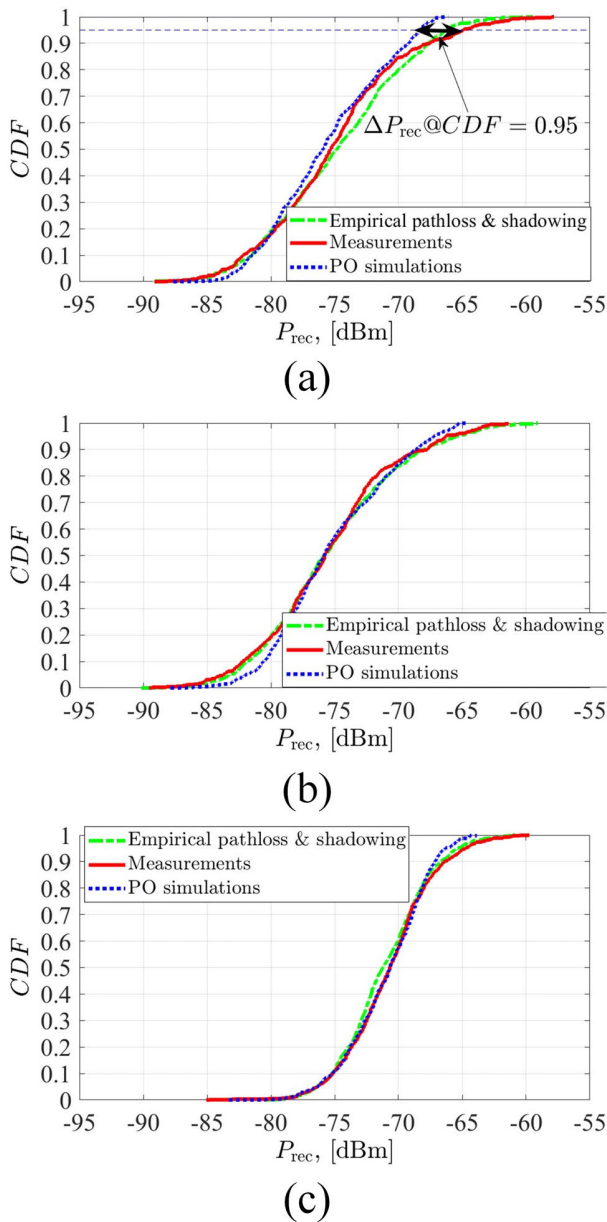 1
0.9
0.8
0.7
0.6
0.5
0.4
0.3
0.2
0.1
0
CDF
ΔP_rec@CDF = 0.95
Empirical pathloss & shadowing
Measurements
PO simulations
-95 -90 -85 -80 -75 -70 -65 -60 -55
P_rec, [dBm]
(a)
1
0.9
0.8
0.7
0.6
0.5
0.4
0.3
0.2
0.1
0
CDF
Empirical pathloss & shadowing
Measurements
PO simulations
-95 -90 -85 -80 -75 -70 -65 -60 -55
P_rec, [dBm]
(b)
1
0.9
0.8
0.7
0.6
0.5
0.4
0.3
0.2
0.1
0
CDF
Empirical pathloss & shadowing
Measurements
PO simulations
-95 -90 -85 -80 -75 -70 -65 -60 -55
P_rec, [dBm]
(c)